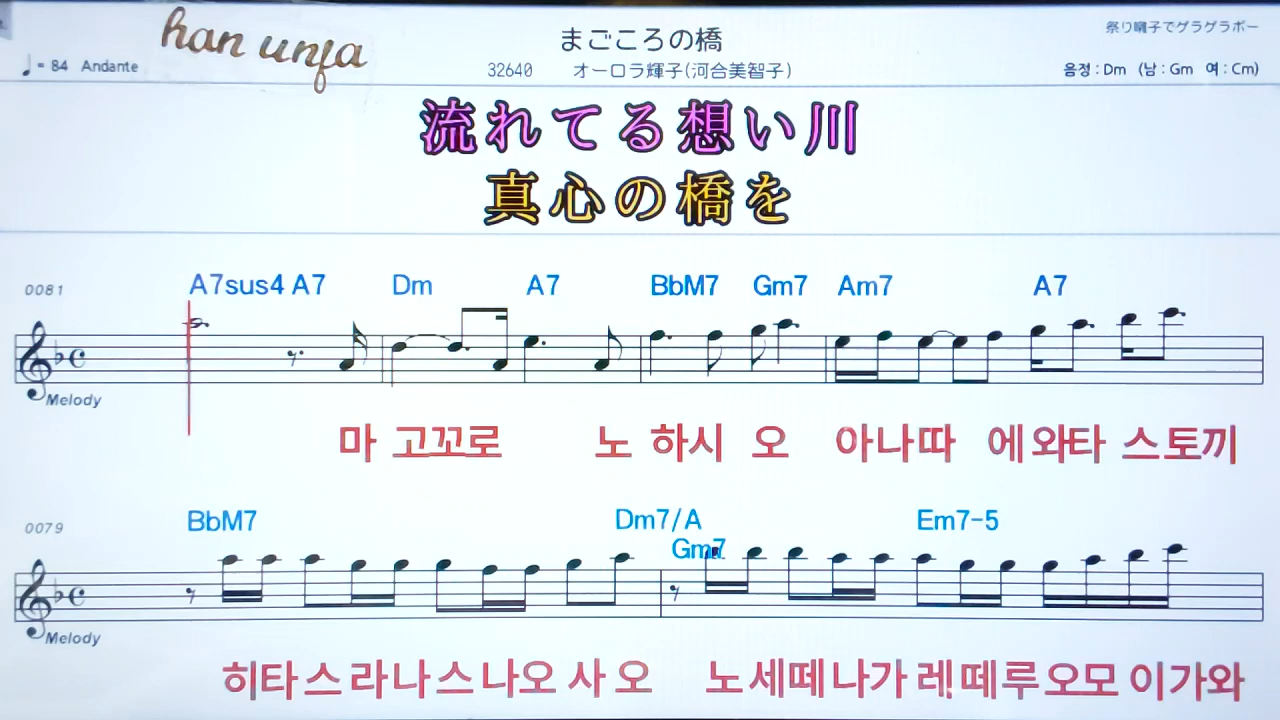 han unfa
まごころの橋
祭り囃子でゲラゲラポー
♩= 84 Andante
32640 オーロラ輝子(河合美智子)
음정 : Dm (남 : Gm 여 : Cm)
流れてる想い川
真心の橋を
0081
A7sus4 A7 Dm A7 BbM7 Gm7 Am7 A7
Melody
마 고꼬로 노 하시 오 아나따 에 와타 스토끼
0079
BbM7 Dm7/A Em7-5
Gm7
Melody
히타스라나스나오 사 오 노세떼나가 레떼루오모 이가와